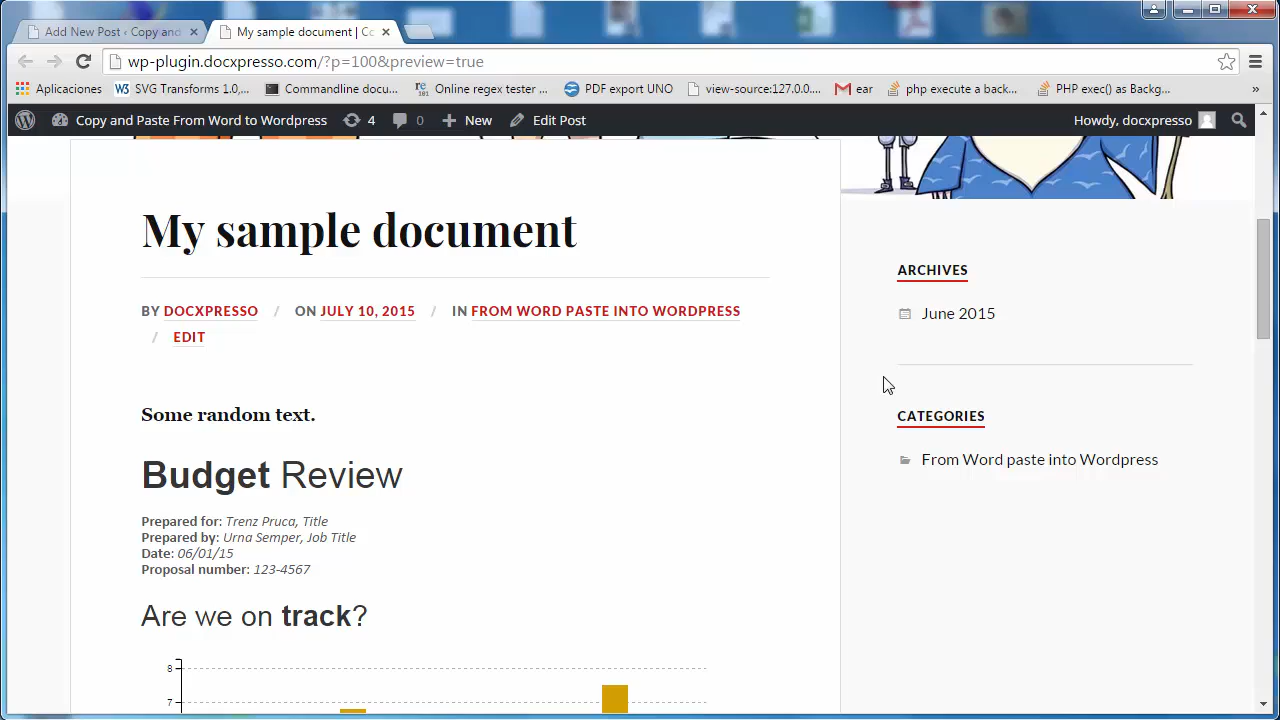 Add New Post ‹ Copy and
My sample document | Co
wp-plugin.docxpresso.com/?p=100&preview=true
Aplicaciones
W3 SVG Transforms 1.0,...
Commandline docu...
re 101 Online regex tester ...
PDF export UNO
view-source:127.0.0....
ear
php execute a back...
PHP exec() as Backg...
»
Copy and Paste From Word to Wordpress
4
0
New
Edit Post
Howdy, docxpresso
My sample document
BY DOCXPRESSO / ON JULY 10, 2015 / IN FROM WORD PASTE INTO WORDPRESS
/ EDIT
Some random text.
Budget Review
Prepared for: Trenz Pruca, Title
Prepared by: Urna Semper, Job Title
Date: 06/01/15
Proposal number: 123-4567
Are we on track?
8
7
ARCHIVES
June 2015
CATEGORIES
From Word paste into Wordpress